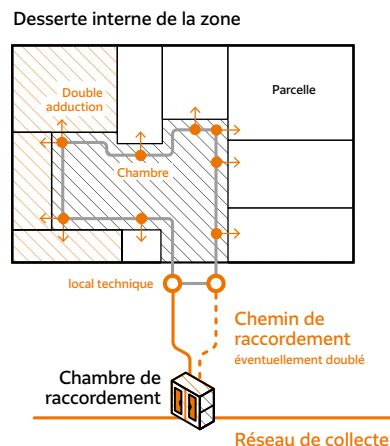 Desserte interne de la zone
Double
adduction
Parcelle
Chambre
local technique
Chemin de
raccordement
éventuellement doublé
Chambre de
raccordement
Réseau de collecte